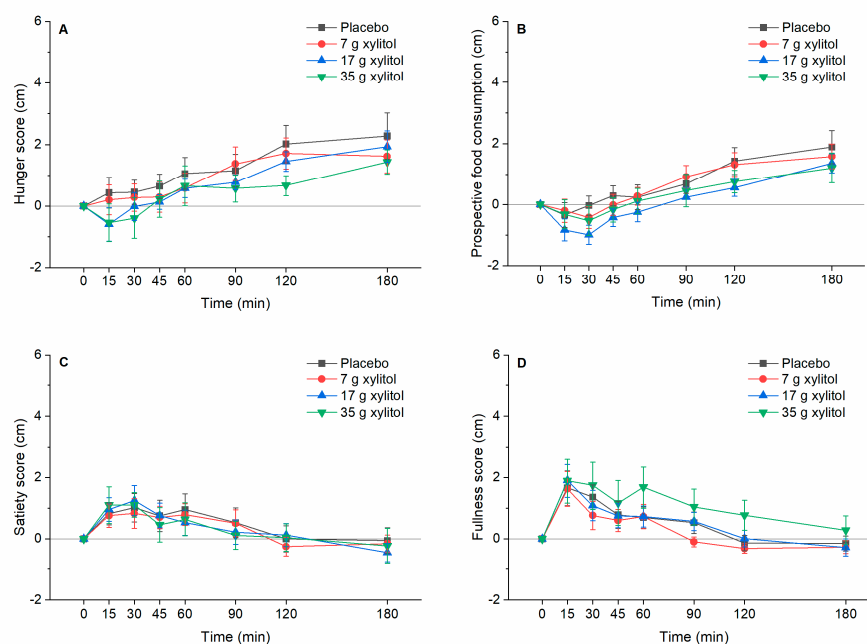 A
Placebo
7 g xylitol
17 g xylitol
35 g xylitol
Hunger score (cm)
6
4
2
0
-2
0 15 30 45 60 90 120 180
Time (min)
B
Placebo
7 g xylitol
17 g xylitol
35 g xylitol
Prospective food consumption (cm)
6
4
2
0
-2
0 15 30 45 60 90 120 180
Time (min)
C
Placebo
7 g xylitol
17 g xylitol
35 g xylitol
Satiety score (cm)
6
4
2
0
-2
0 15 30 45 60 90 120 180
Time (min)
D
Placebo
7 g xylitol
17 g xylitol
35 g xylitol
Fullness score (cm)
6
4
2
0
-2
0 15 30 45 60 90 120 180
Time (min)